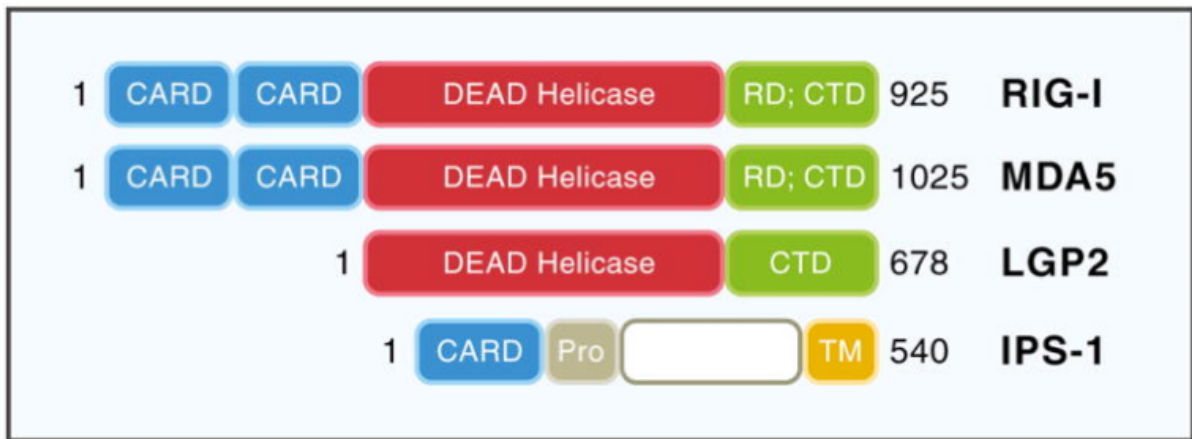 1 CARD CARD DEAD Helicase RD; CTD 925 RIG-I
1 CARD CARD DEAD Helicase RD; CTD 1025 MDA5
1 DEAD Helicase CTD 678 LGP2
1 CARD Pro TM 540 IPS-1